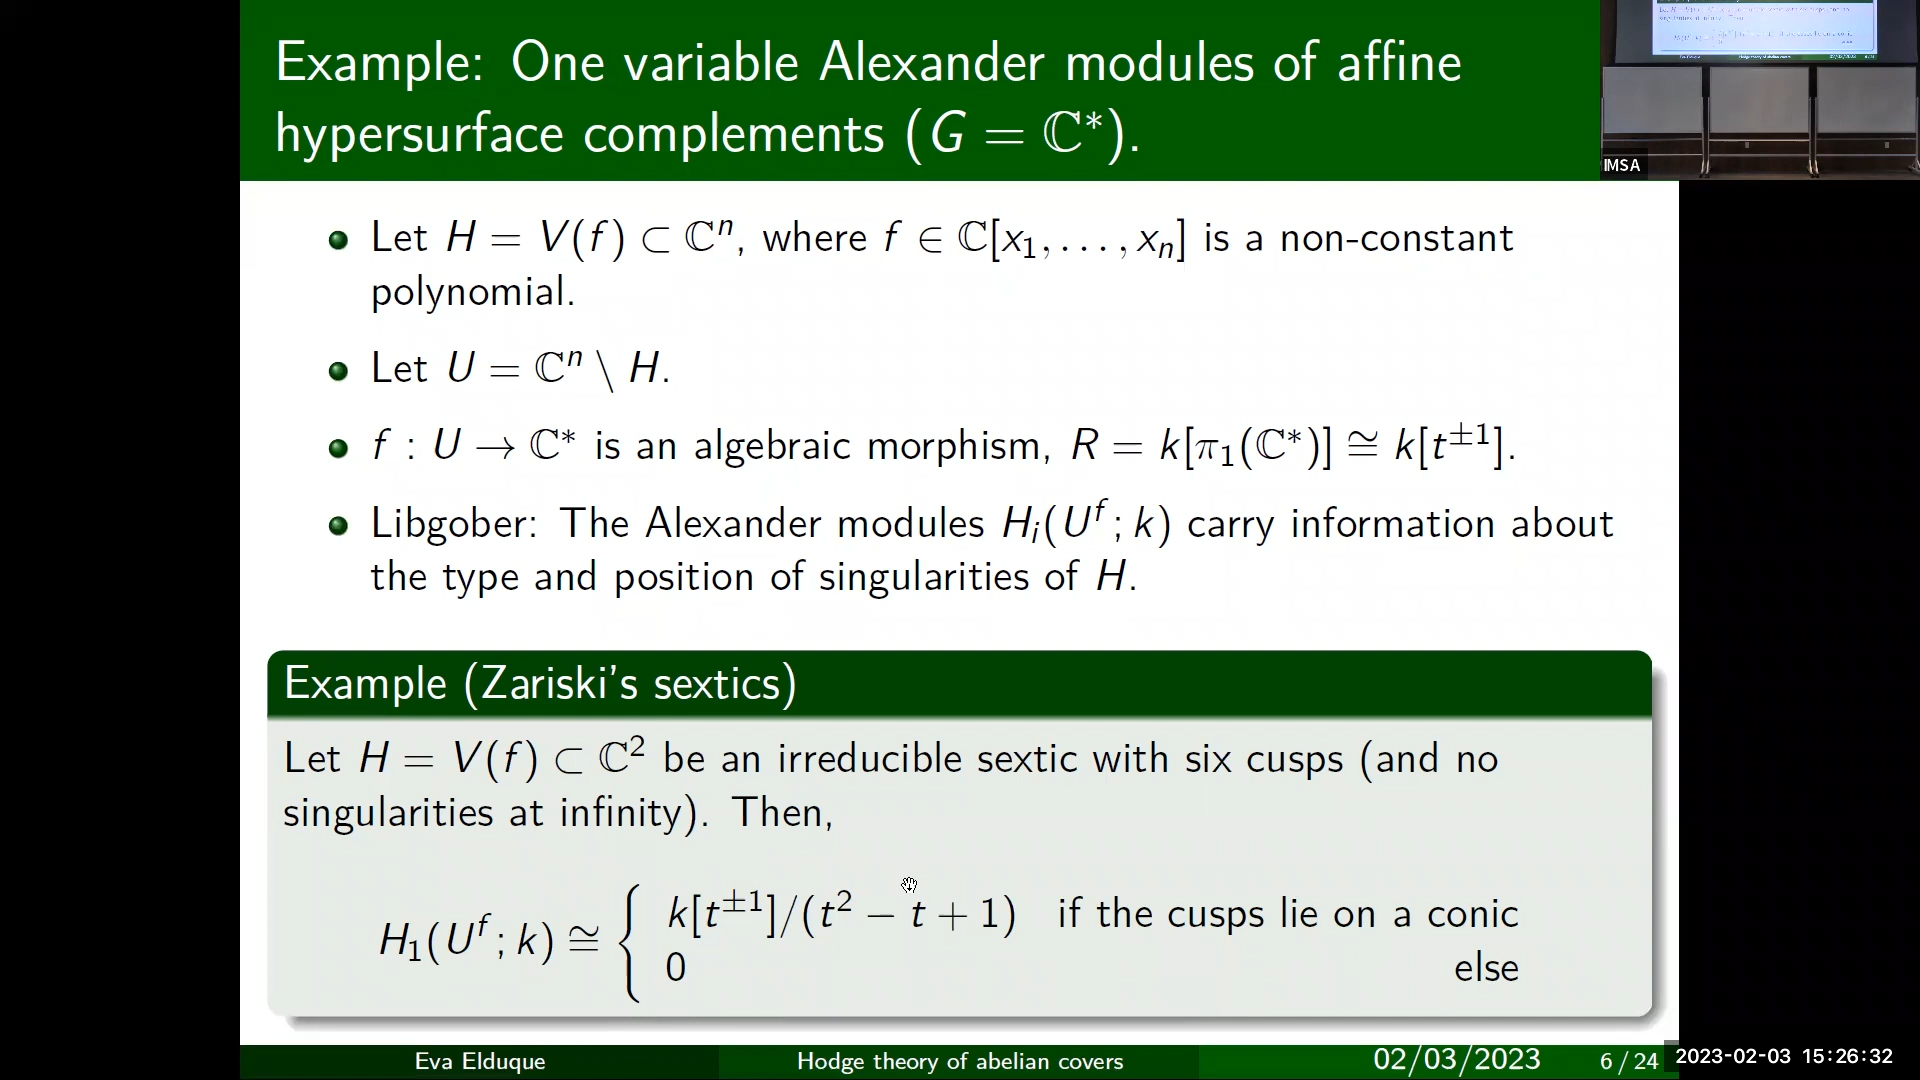 Example: One variable Alexander modules of affine
hypersurface complements (G = ℂ*).
Let H = V(f) ⊂ ℂⁿ, where f ∈ ℂ[x₁, . . . , xₙ] is a non-constant
polynomial.
Let U = ℂⁿ \ H.
f : U → ℂ* is an algebraic morphism, R = k[π₁(ℂ*)] ≅ k[t^{±1}].
Libgober: The Alexander modules Hᵢ(U^f; k) carry information about
the type and position of singularities of H.
Example (Zariski's sextics)
Let H = V(f) ⊂ ℂ² be an irreducible sextic with six cusps (and no
singularities at infinity). Then,
H₁(U^f; k) ≅ { k[t^{±1}]/(t² − t + 1) if the cusps lie on a conic
0 else
Eva Elduque Hodge theory of abelian covers 02/03/2023 6 / 24
IMSA
2023-02-03 15:26:32